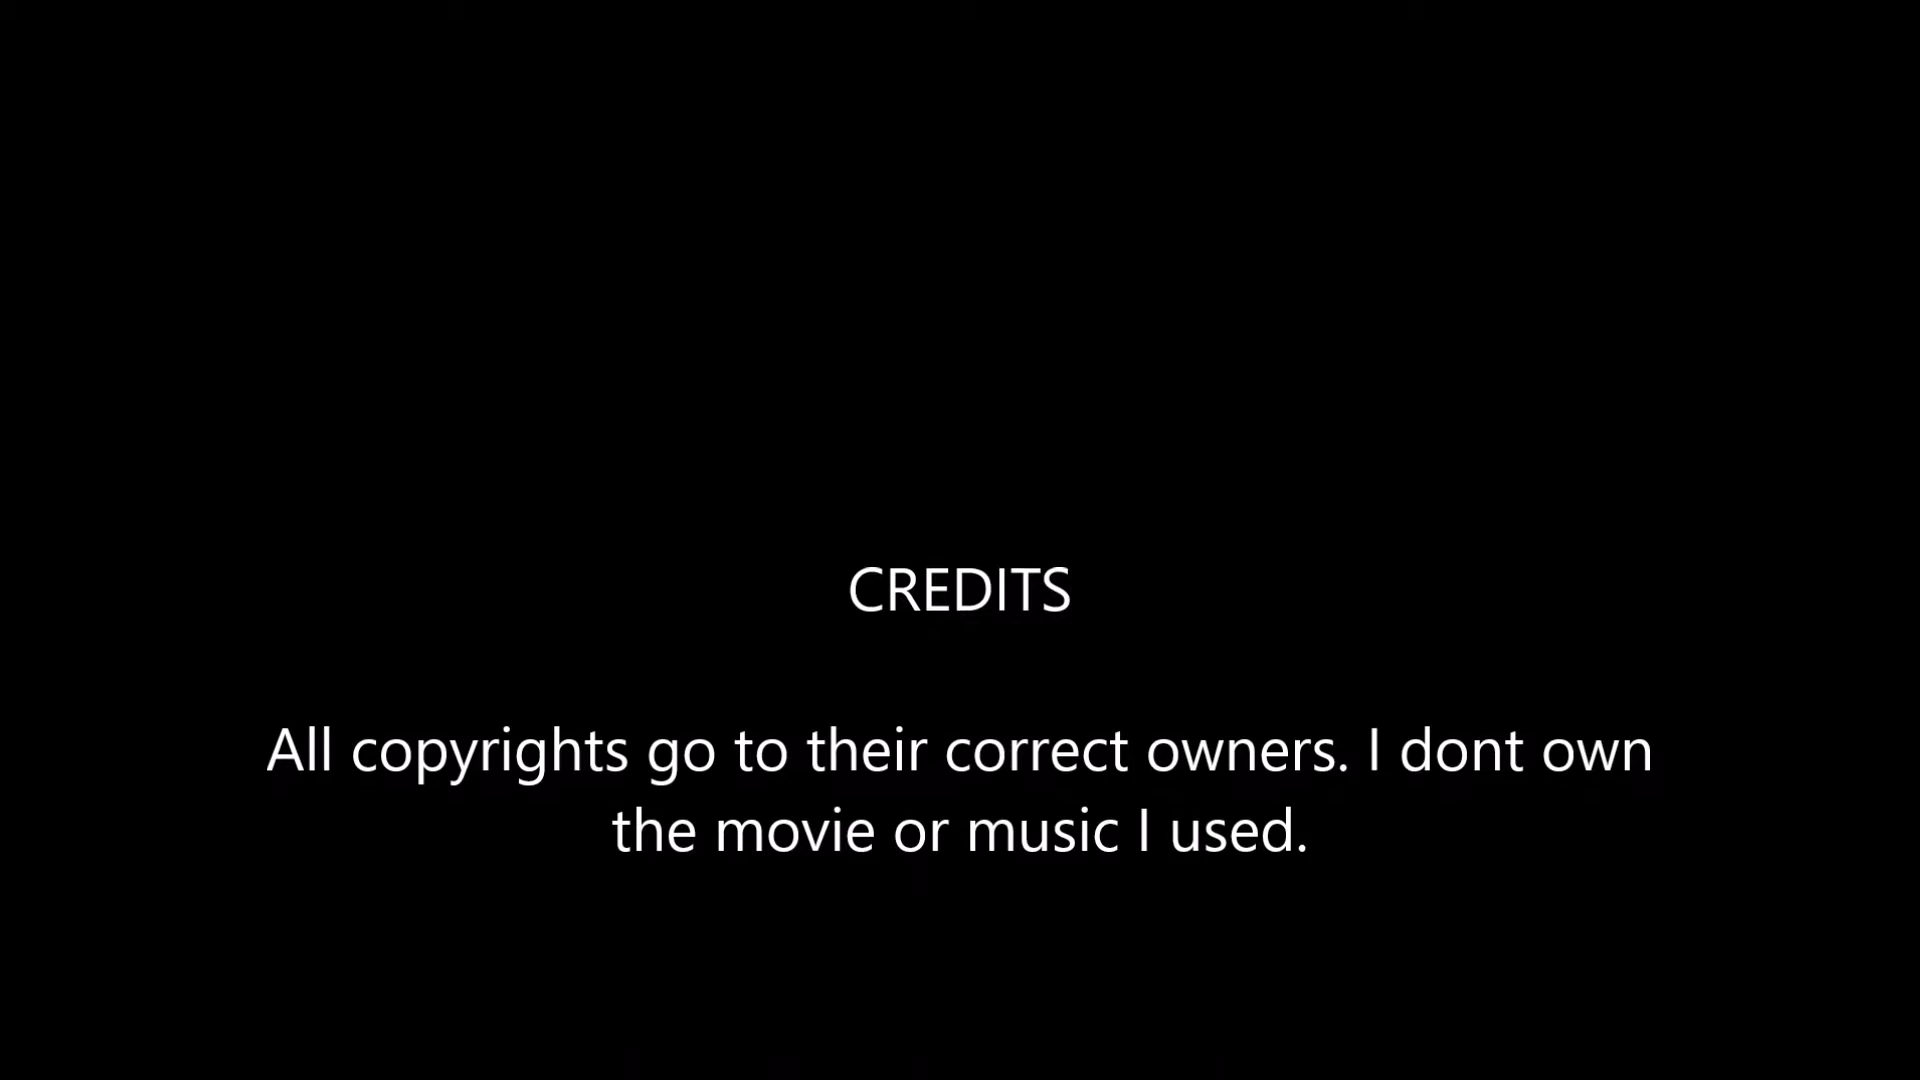 CREDITS
All copyrights go to their correct owners. I dont own
the movie or music I used.